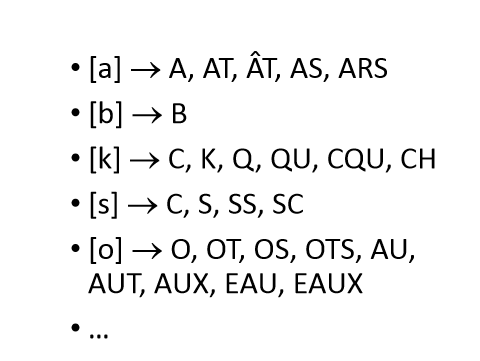 • [a] → A, AT, ÂT, AS, ARS
• [b] → B
• [k] → C, K, Q, QU, CQU, CH
• [s] → C, S, SS, SC
• [o] → O, OT, OS, OTS, AU,
AUT, AUX, EAU, EAUX
• ...